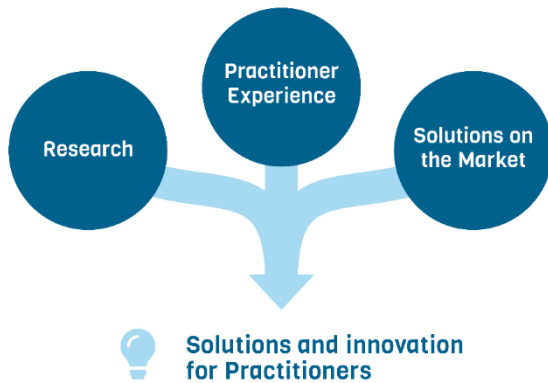 Practitioner
Experience
Research
Solutions on
the Market
Solutions and innovation
for Practitioners